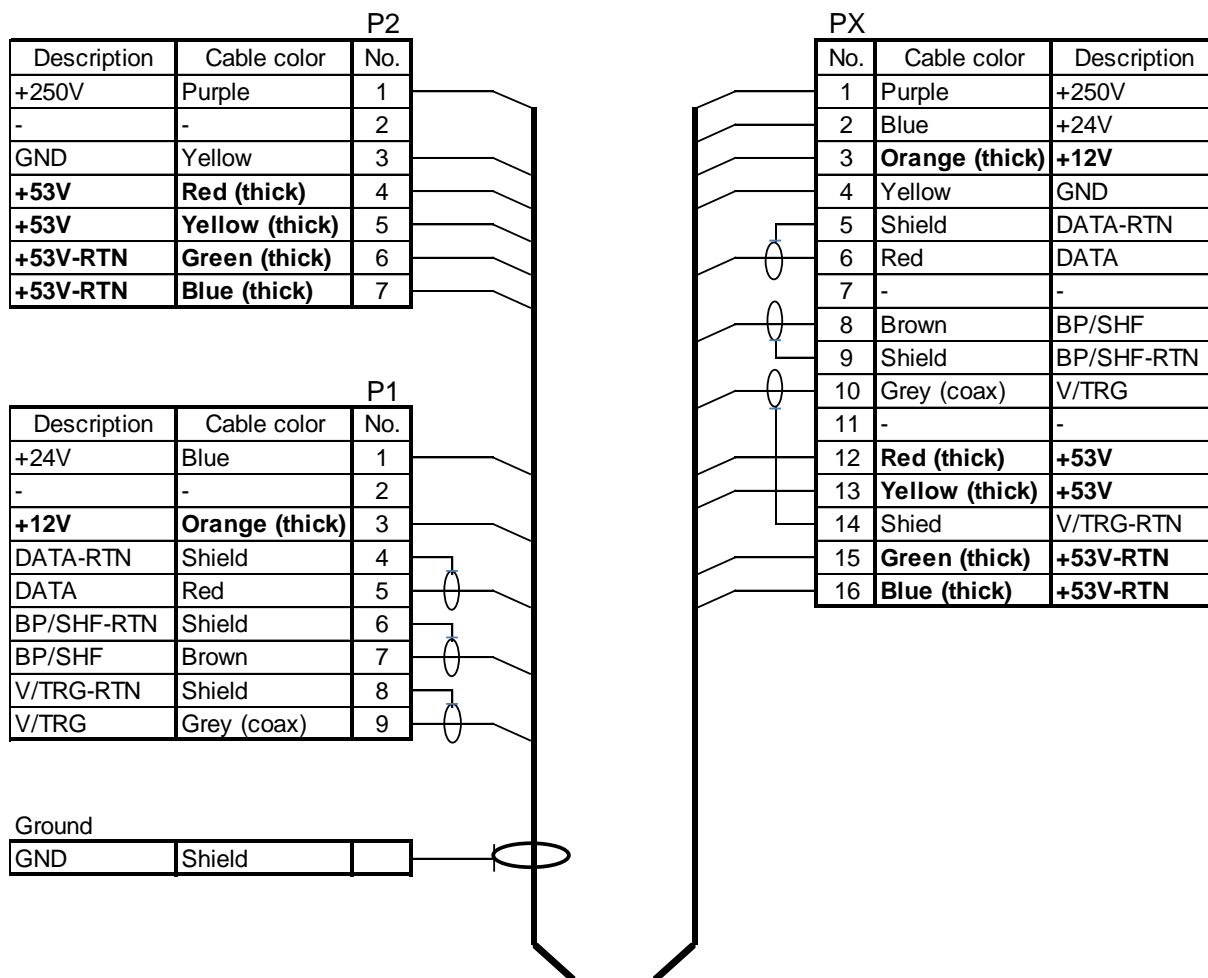 P2
Description Cable color No.
+250V Purple 1
- - 2
GND Yellow 3
+53V Red (thick) 4
+53V Yellow (thick) 5
+53V-RTN Green (thick) 6
+53V-RTN Blue (thick) 7
P1
Description Cable color No.
+24V Blue 1
- - 2
+12V Orange (thick) 3
DATA-RTN Shield 4
DATA Red 5
BP/SHF-RTN Shield 6
BP/SHF Brown 7
V/TRG-RTN Shield 8
V/TRG Grey (coax) 9
Ground
GND Shield
PX
No. Cable color Description
1 Purple +250V
2 Blue +24V
3 Orange (thick) +12V
4 Yellow GND
5 Shield DATA-RTN
6 Red DATA
7 - -
8 Brown BP/SHF
9 Shield BP/SHF-RTN
10 Grey (coax) V/TRG
11 - -
12 Red (thick) +53V
13 Yellow (thick) +53V
14 Shied V/TRG-RTN
15 Green (thick) +53V-RTN
16 Blue (thick) +53V-RTN